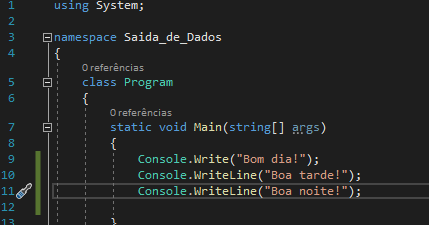 1 using System;
2
3 namespace Saida_de_Dados
4 {
0 referências
5 class Program
6 {
0 referências
7 static void Main(string[] args)
8 {
9 Console.Write("Bom dia!");
10 Console.WriteLine("Boa tarde!");
11 Console.WriteLine("Boa noite!");
12
13 }